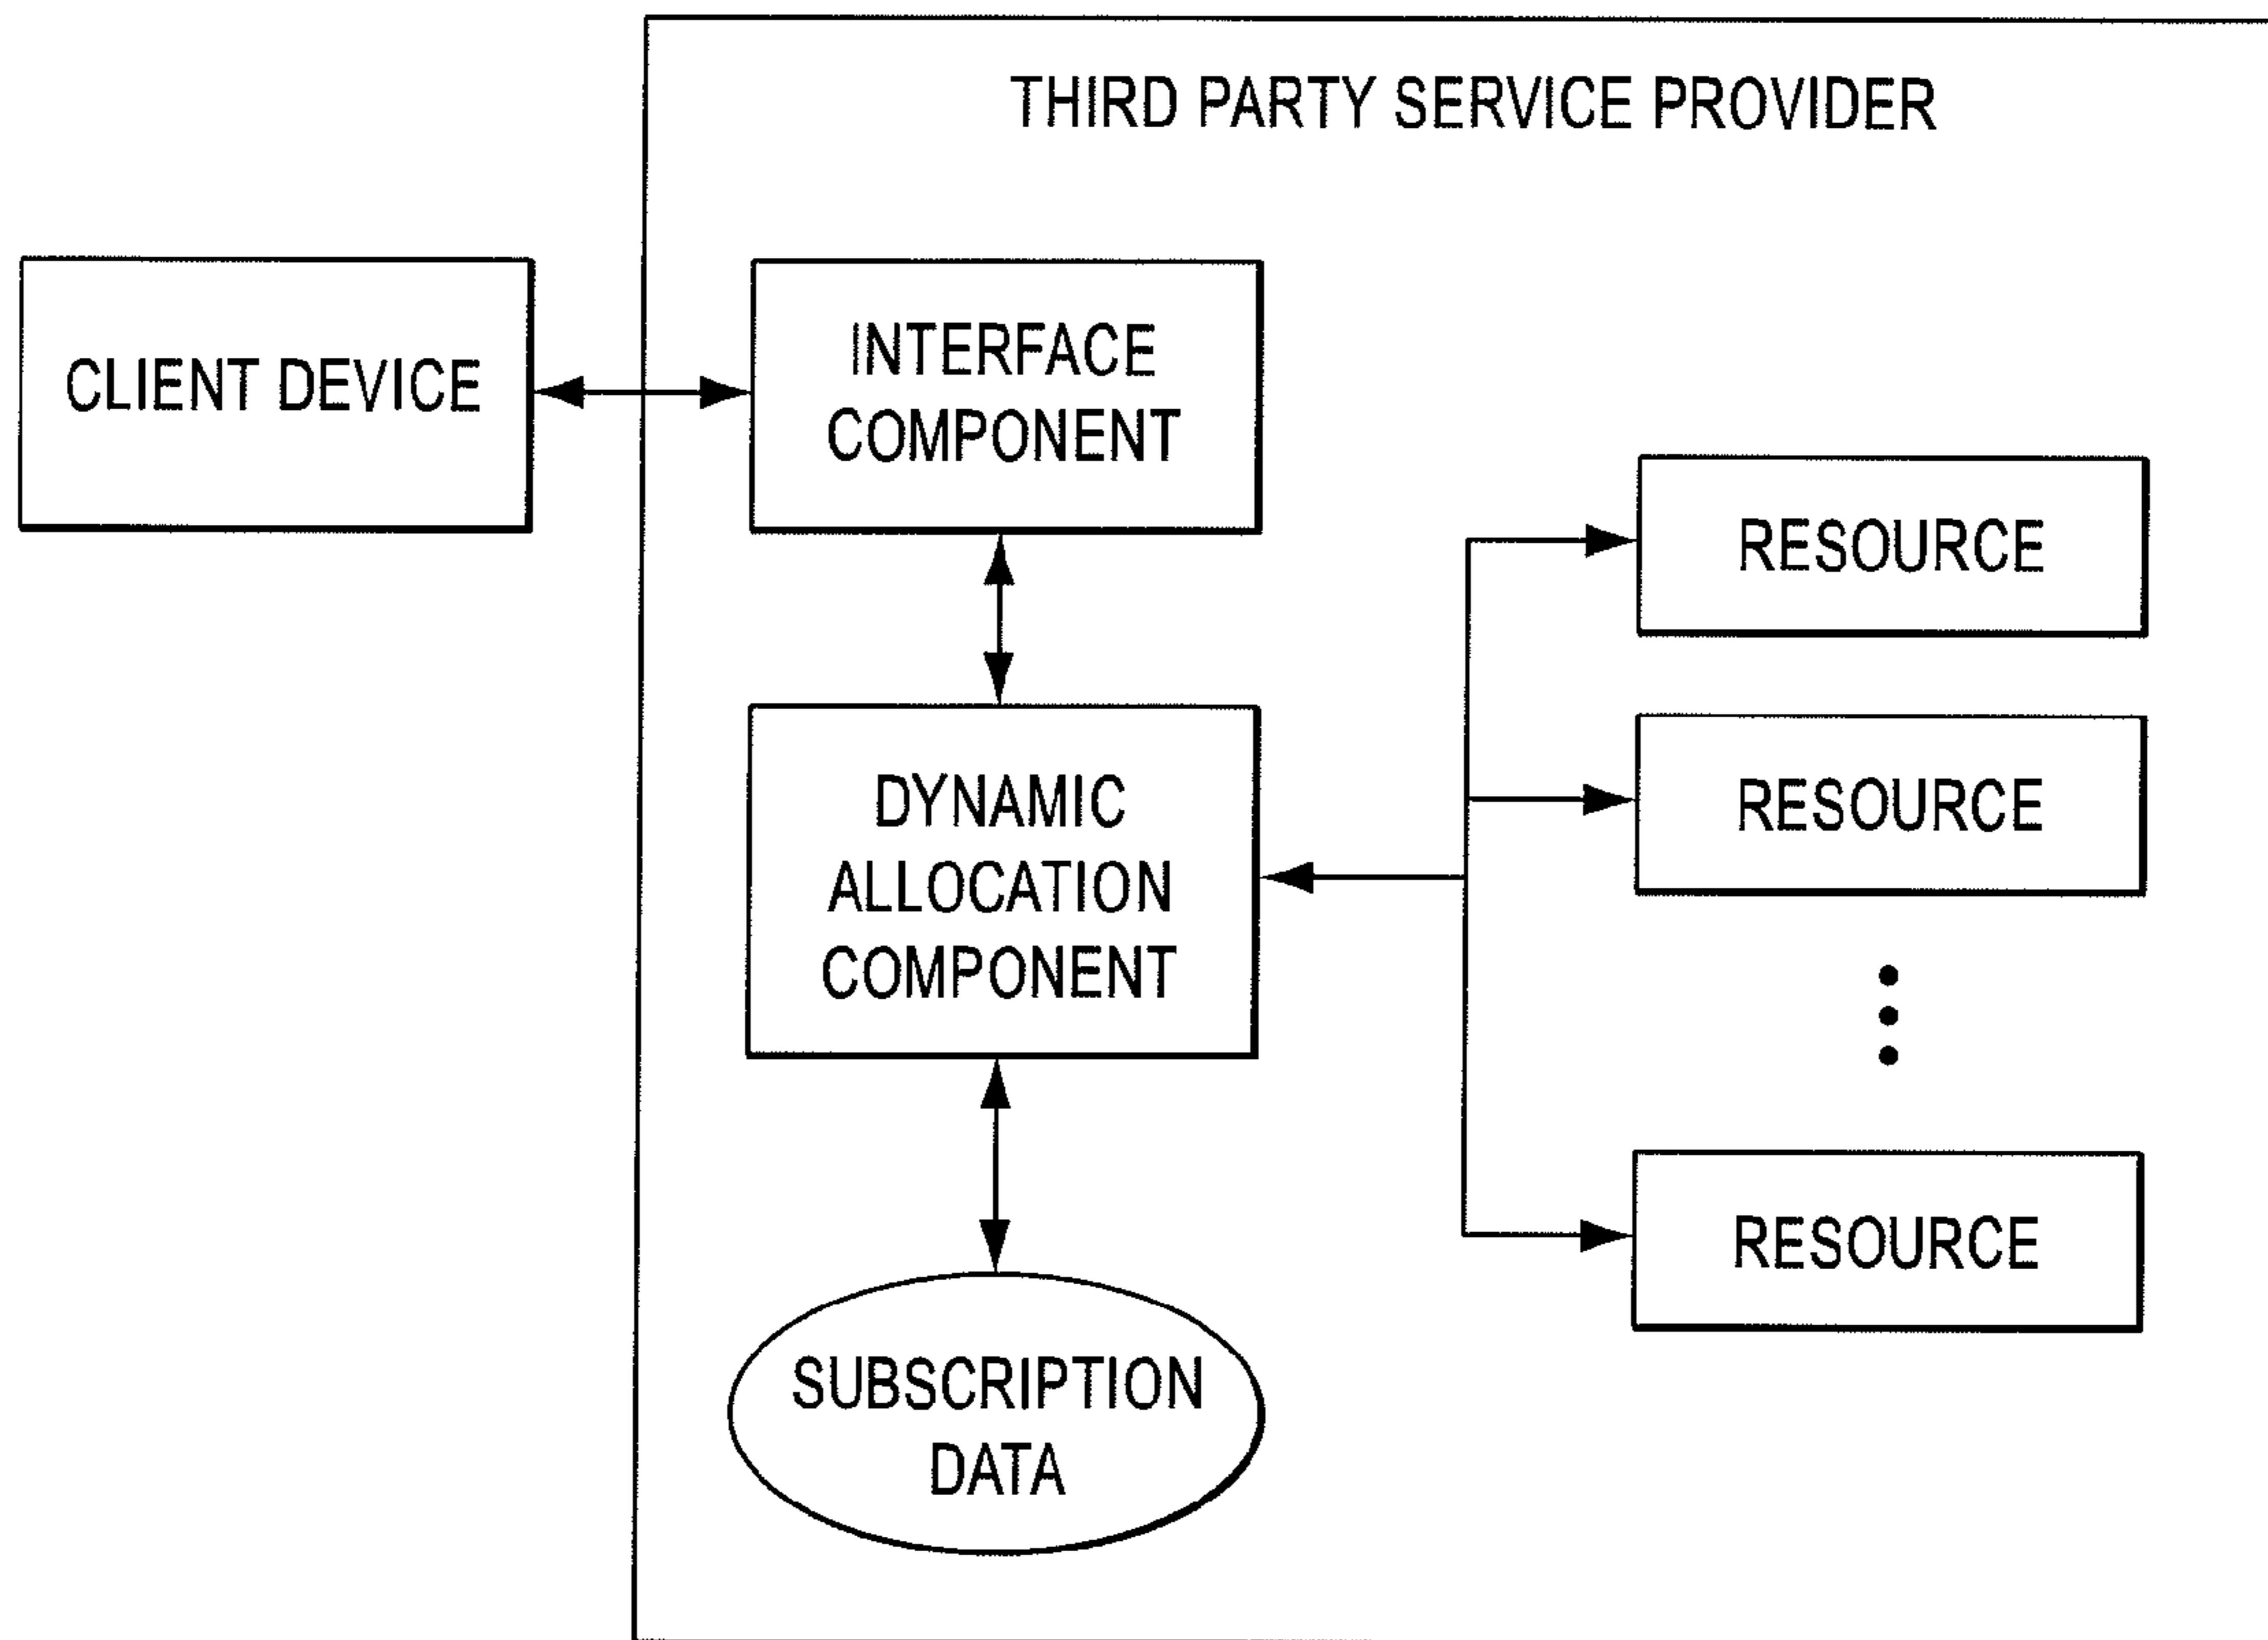 THIRD PARTY SERVICE PROVIDER
CLIENT DEVICE
INTERFACE
COMPONENT
RESOURCE
DYNAMIC
ALLOCATION
COMPONENT
RESOURCE
RESOURCE
SUBSCRIPTION
DATA